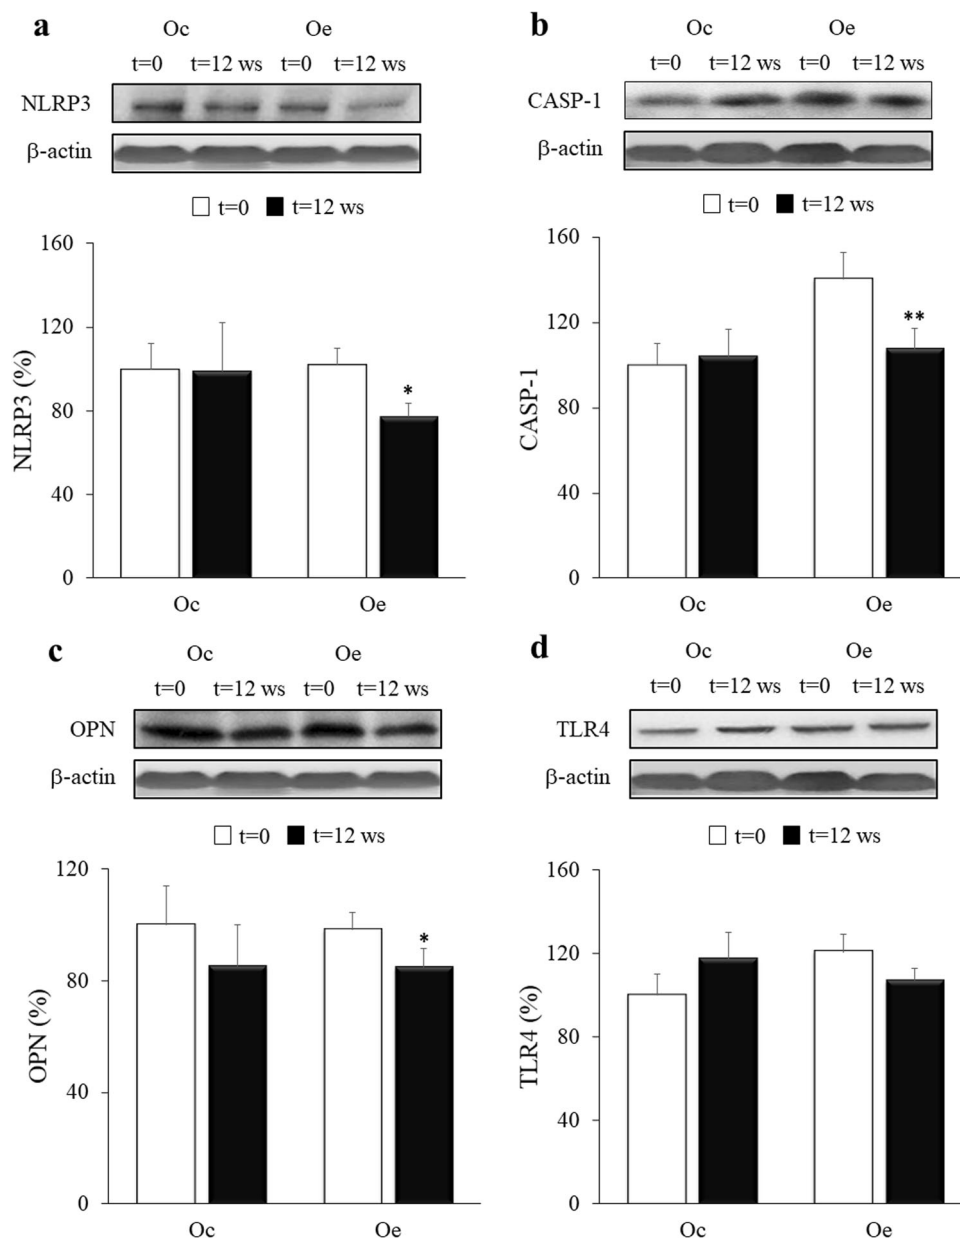 a
Oc Oe
t=0 t=12 ws t=0 t=12 ws
NLRP3
β-actin
t=0 t=12 ws
160
120
80
40
0
NLRP3 (%)
*
Oc Oe
b
Oc Oe
t=0 t=12 ws t=0 t=12 ws
CASP-1
β-actin
t=0 t=12 ws
160
120
80
40
0
CASP-1
**
Oc Oe
c
Oc Oe
t=0 t=12 ws t=0 t=12 ws
OPN
β-actin
t=0 t=12 ws
120
80
40
0
OPN (%)
*
Oc Oe
d
Oc Oe
t=0 t=12 ws t=0 t=12 ws
TLR4
β-actin
t=0 t=12 ws
160
120
80
40
0
TLR4 (%)
Oc Oe